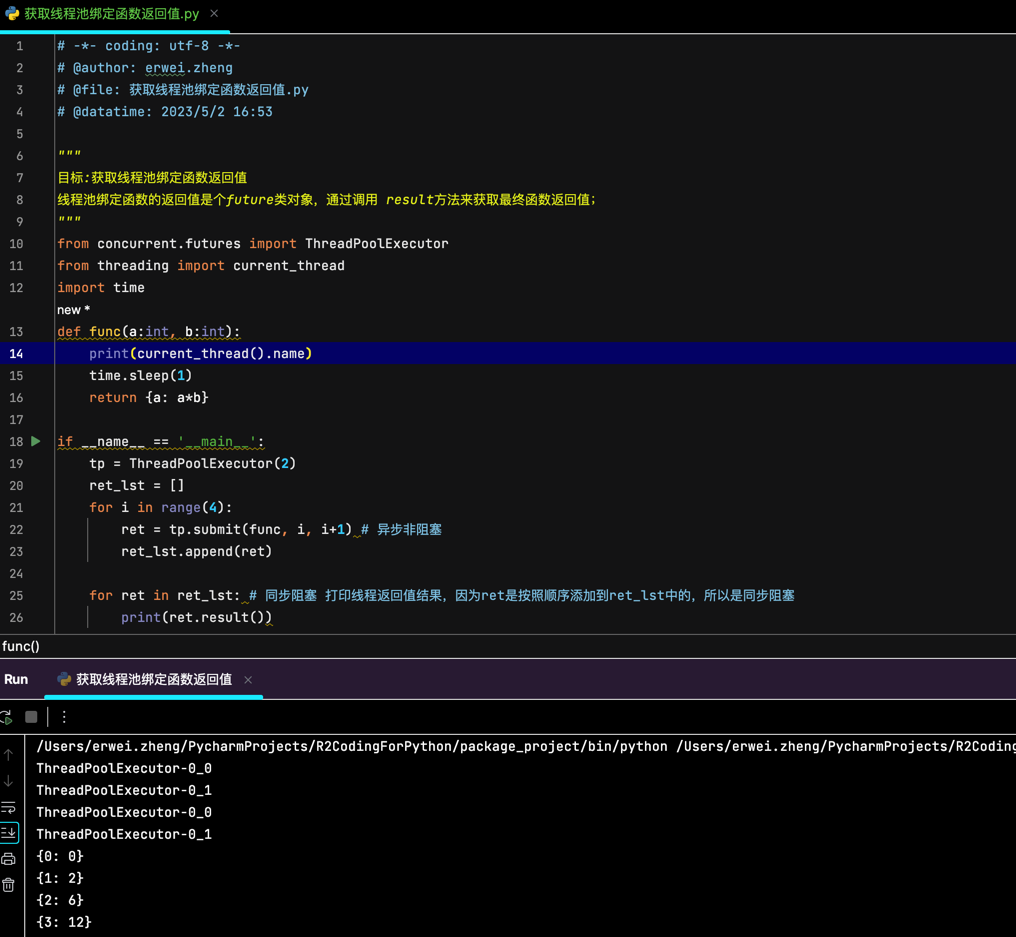 获取线程池绑定函数返回值.py ×
1 # -*- coding: utf-8 -*-
2 # @author: erwei.zheng
3 # @file: 获取线程池绑定函数返回值.py
4 # @datatime: 2023/5/2 16:53
5
6 """
7 目标:获取线程池绑定函数返回值
8 线程池绑定函数的返回值是个future类对象，通过调用 result方法来获取最终函数返回值；
9 """
10 from concurrent.futures import ThreadPoolExecutor
11 from threading import current_thread
12 import time
new *
13 def func(a:int, b:int):
14     print(current_thread().name)
15     time.sleep(1)
16     return {a: a*b}
17
18 if __name__ == '__main__':
19     tp = ThreadPoolExecutor(2)
20     ret_lst = []
21     for i in range(4):
22         ret = tp.submit(func, i, i+1) # 异步非阻塞
23         ret_lst.append(ret)
24
25     for ret in ret_lst: # 同步阻塞 打印线程返回值结果，因为ret是按照顺序添加到ret_lst中的，所以是同步阻塞
26         print(ret.result())
func()
Run 获取线程池绑定函数返回值 ×
/Users/erwei.zheng/PycharmProjects/R2CodingForPython/package_project/bin/python /Users/erwei.zheng/PycharmProjects/R2Coding
ThreadPoolExecutor-0_0
ThreadPoolExecutor-0_1
ThreadPoolExecutor-0_0
ThreadPoolExecutor-0_1
{0: 0}
{1: 2}
{2: 6}
{3: 12}